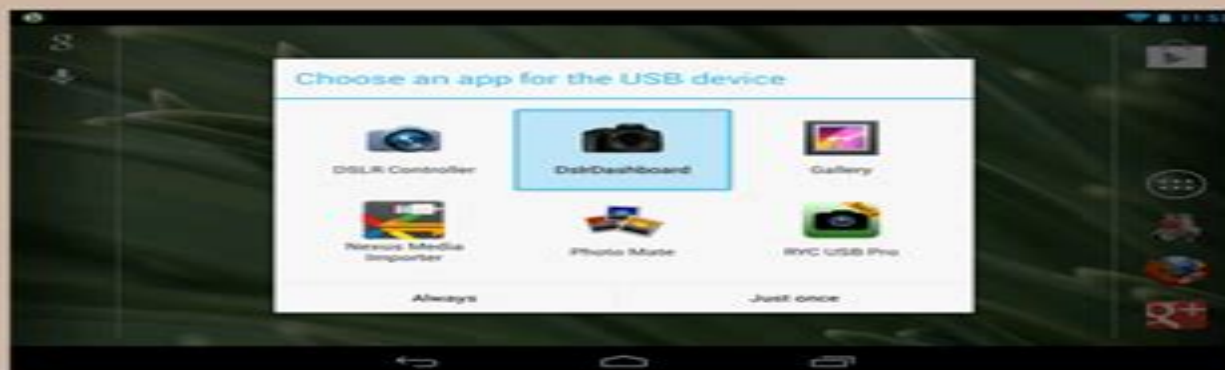 Choose an app for the USB device
DSLR Controller
DslrDashboard
Gallery
Nexus Media
Importer
Photo Mate
RYC USB Pro
Always
Just once